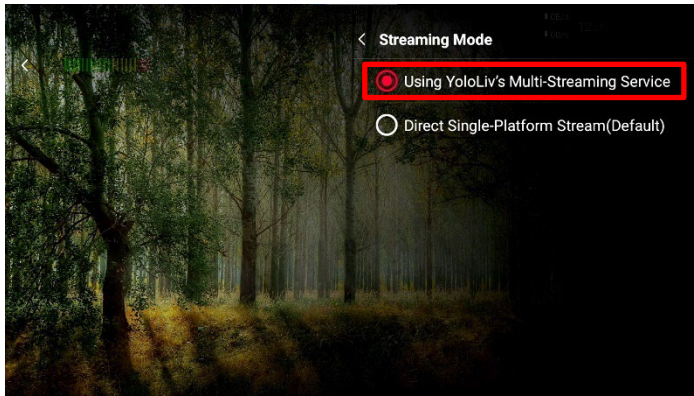 Streaming Mode
Using YoloLiv's Multi-Streaming Service
Direct Single-Platform Stream(Default)